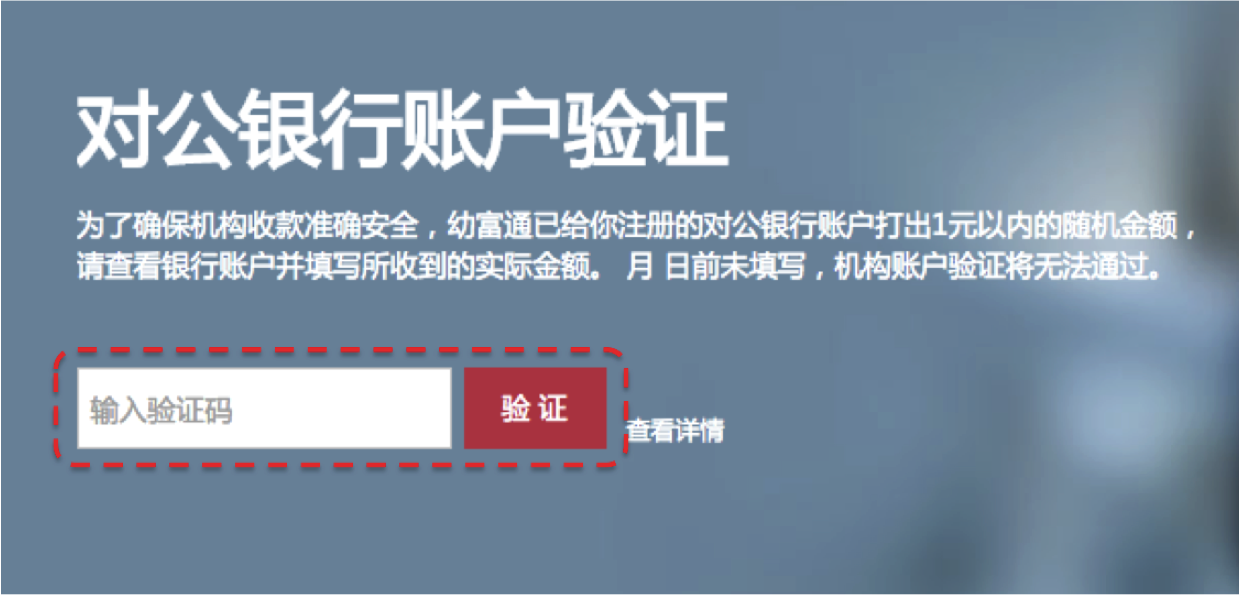 对公银行账户验证
为了确保机构收款准确安全，幼富通已给你注册的对公银行账户打出1元以内的随机金额，
请查看银行账户并填写所收到的实际金额。 月 日前未填写，机构账户验证将无法通过。
输入验证码
验 证
查看详情